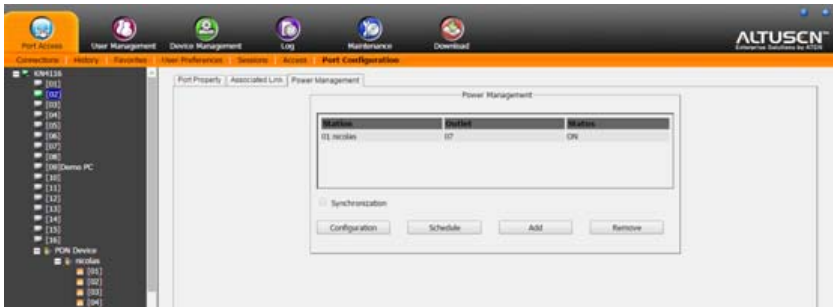 Port Access
User Management
Device Management
Log
Maintenance
Download
ALTUSCN™
Enterprise Solutions by ATEN
Connections
History
Favorites
User Preferences
Sessions
Access
Port Configuration
KN4116
[01]
[02]
[03]
[04]
[05]
[06]
[07]
[08]
[09]Demo PC
[10]
[11]
[12]
[13]
[14]
[15]
[16]
PON Device
nicolas
[01]
[02]
[03]
[04]
Port Property
Associated Link
Power Management
Power Management
Station Outlet Status
01 nicolas 07 ON
Synchronization
Configuration
Schedule
Add
Remove